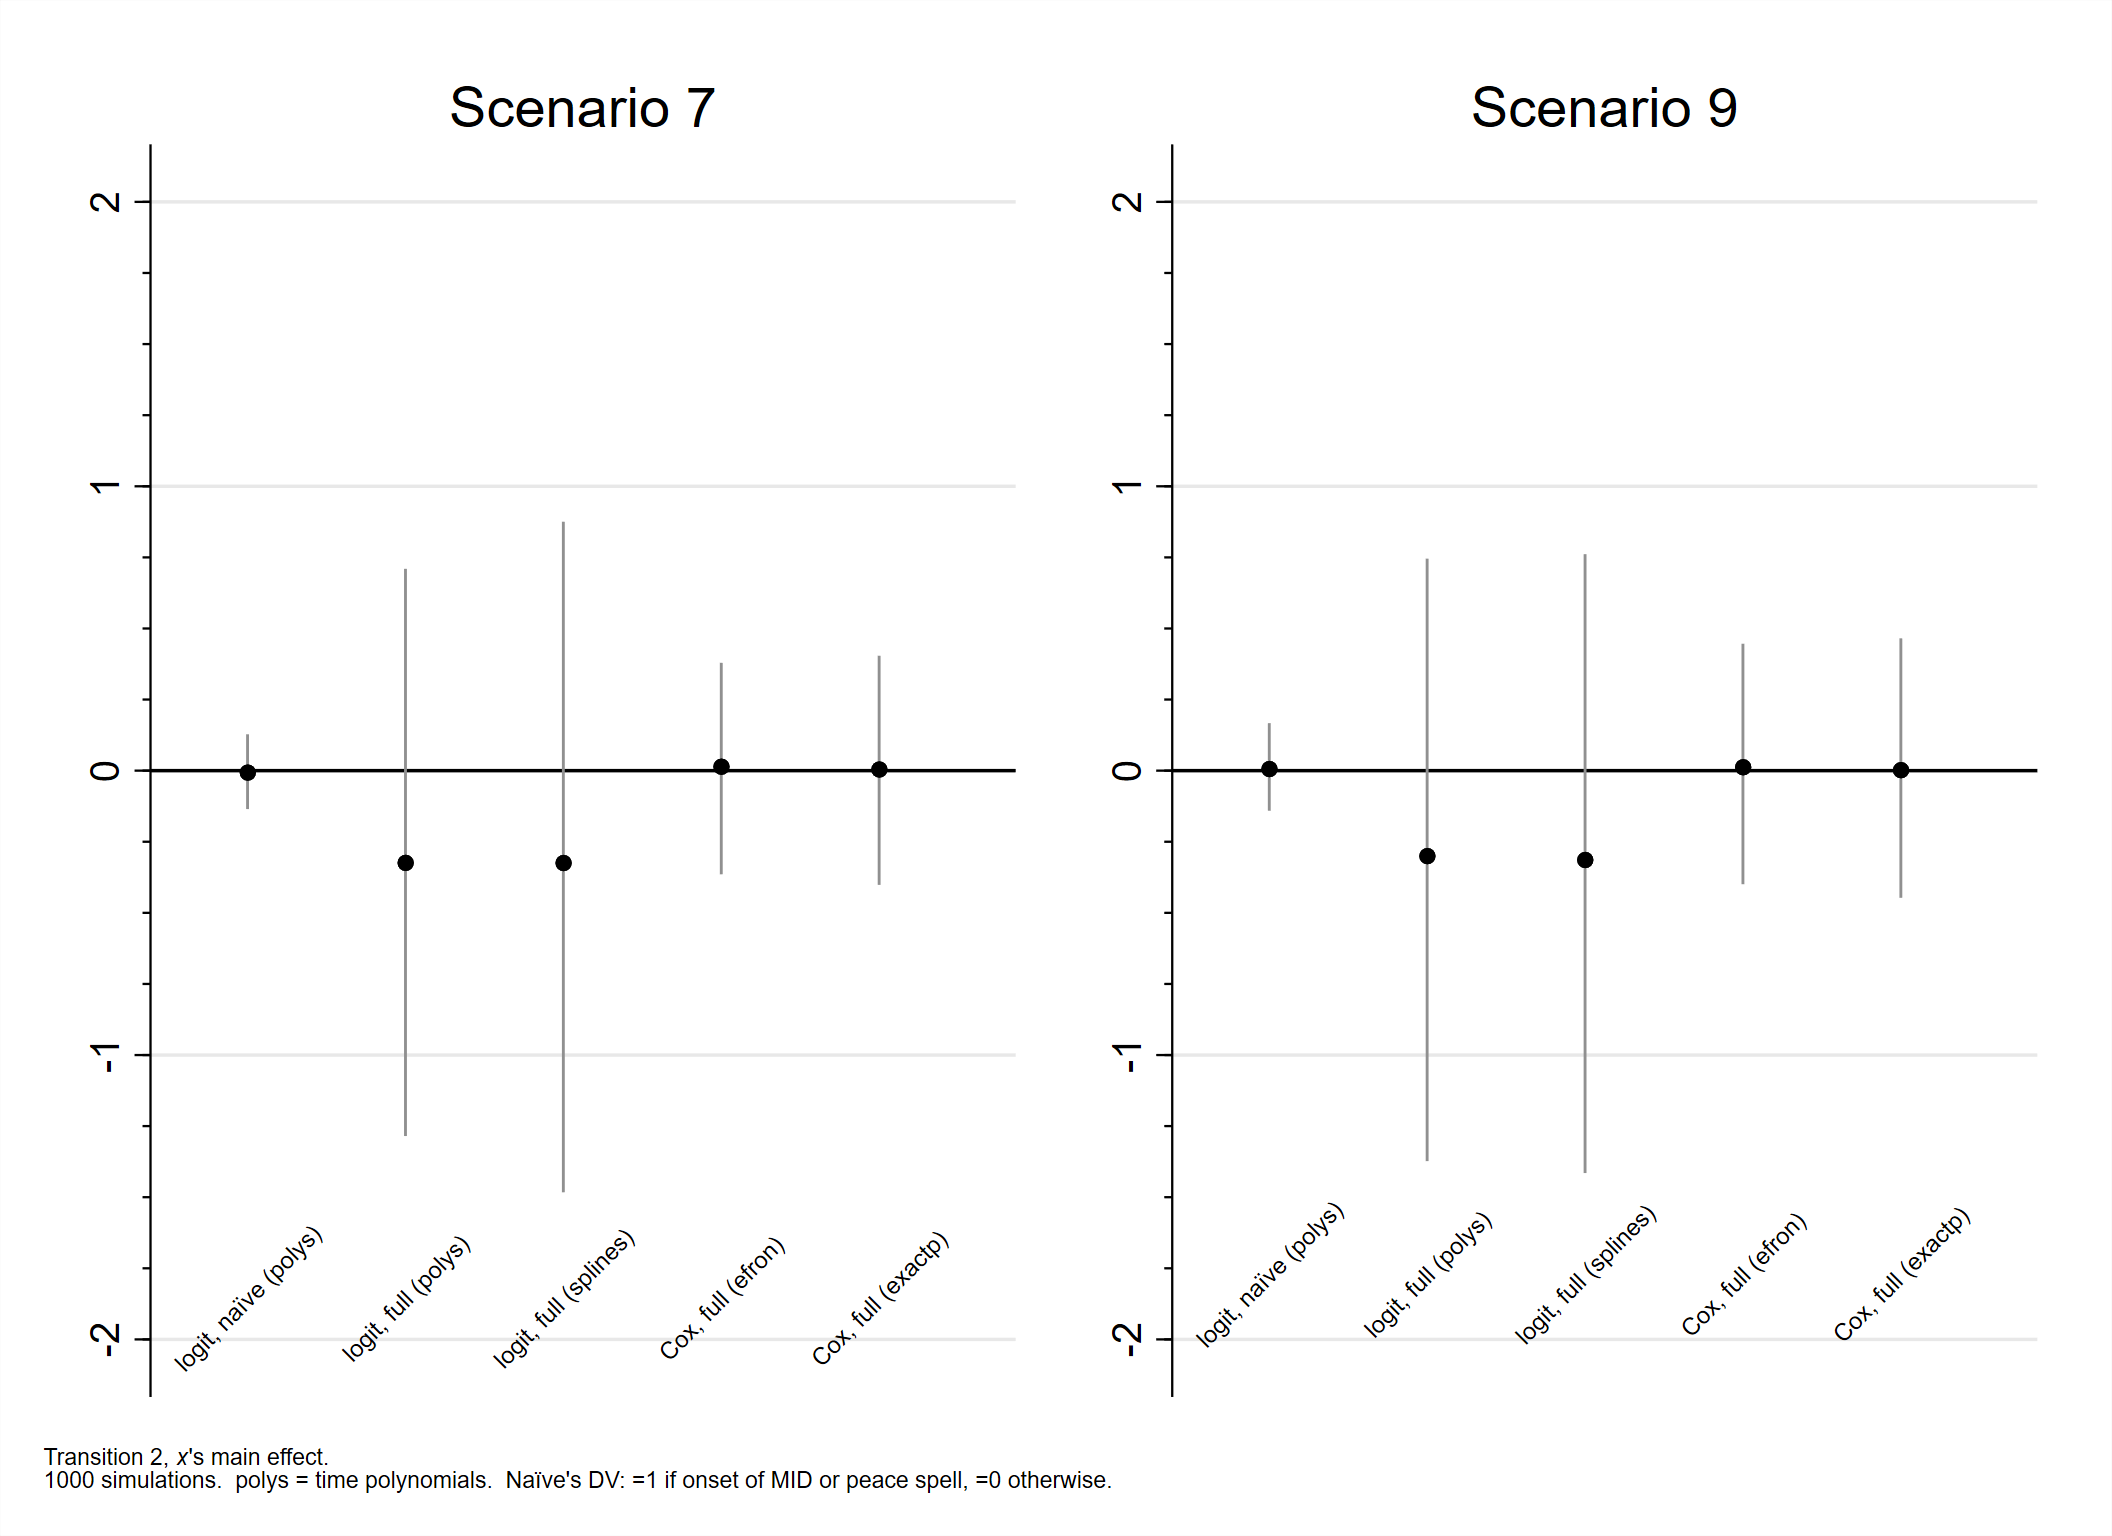 Scenario 7
2
1
0
-1
-2
logit, naïve (polys)
logit, full (polys)
logit, full (splines)
Cox, full (efron)
Cox, full (exactp)
Scenario 9
2
1
0
-1
-2
logit, naïve (polys)
logit, full (polys)
logit, full (splines)
Cox, full (efron)
Cox, full (exactp)
Transition 2, x's main effect.
1000 simulations.  polys = time polynomials.  Naïve's DV: =1 if onset of MID or peace spell, =0 otherwise.